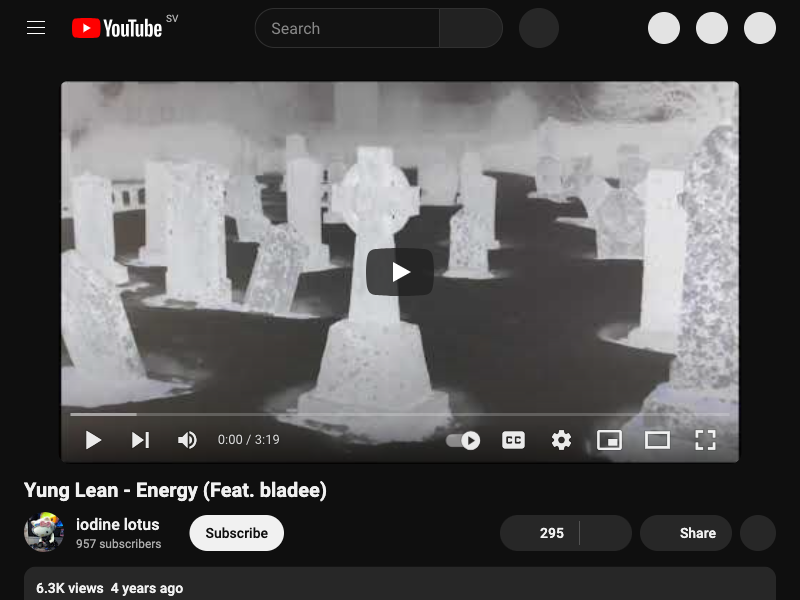 YouTube SV
Search
0:00 / 3:19
CC
Yung Lean - Energy (Feat. bladee)
iodine lotus
957 subscribers
Subscribe
295
Share
6.3K views 4 years ago